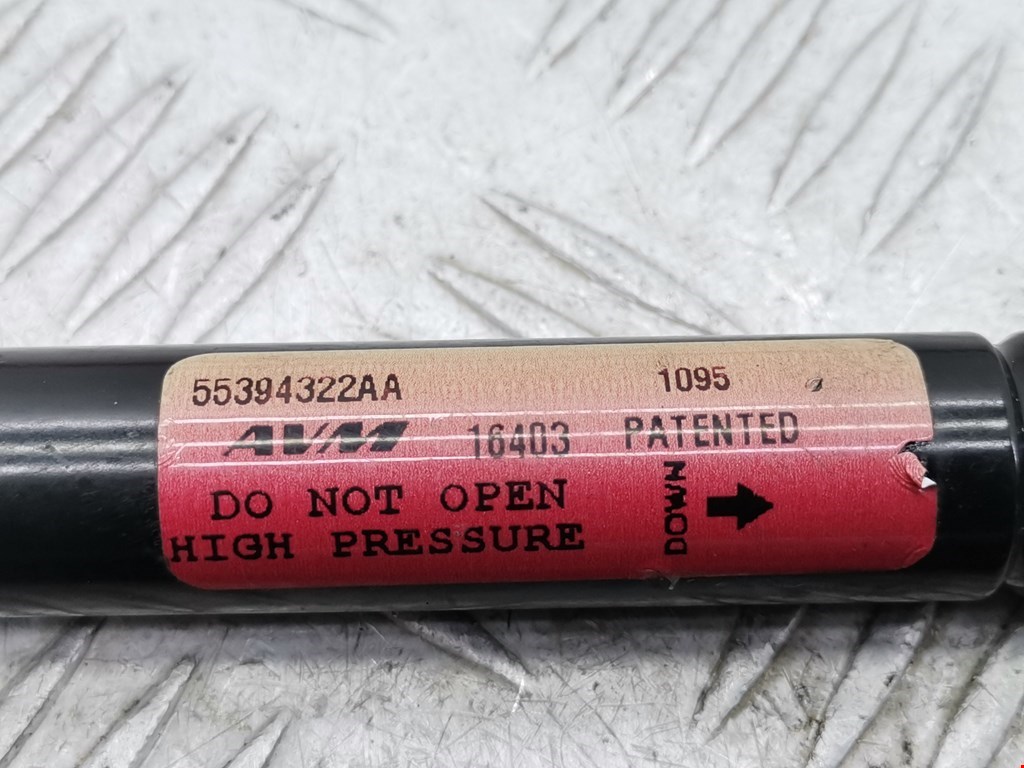 55394322AA 1095
AVM 16403 PATENTED
DO NOT OPEN
HIGH PRESSURE
DOWN